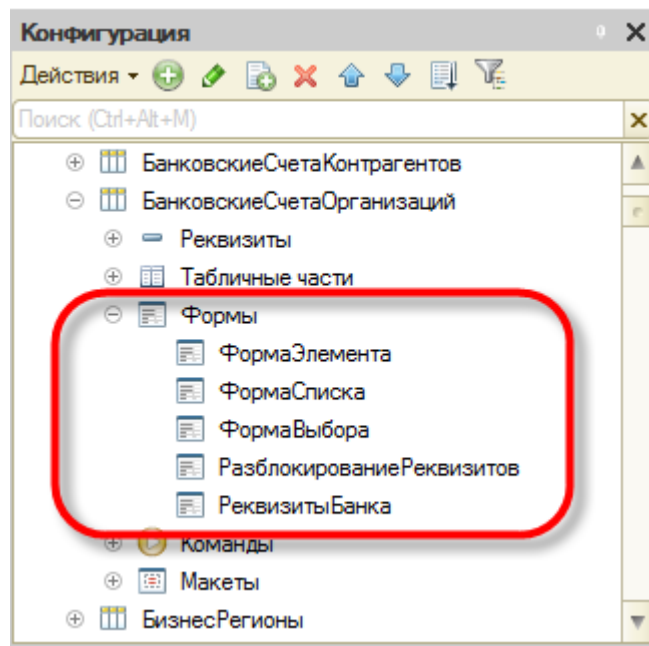 Конфигурация
Действия
Поиск (Ctrl+Alt+M)
БанковскиеСчетаКонтрагентов
БанковскиеСчетаОрганизаций
Реквизиты
Табличные части
Формы
ФормаЭлемента
ФормаСписка
ФормаВыбора
РазблокированиеРеквизитов
РеквизитыБанка
Команды
Макеты
БизнесРегионы